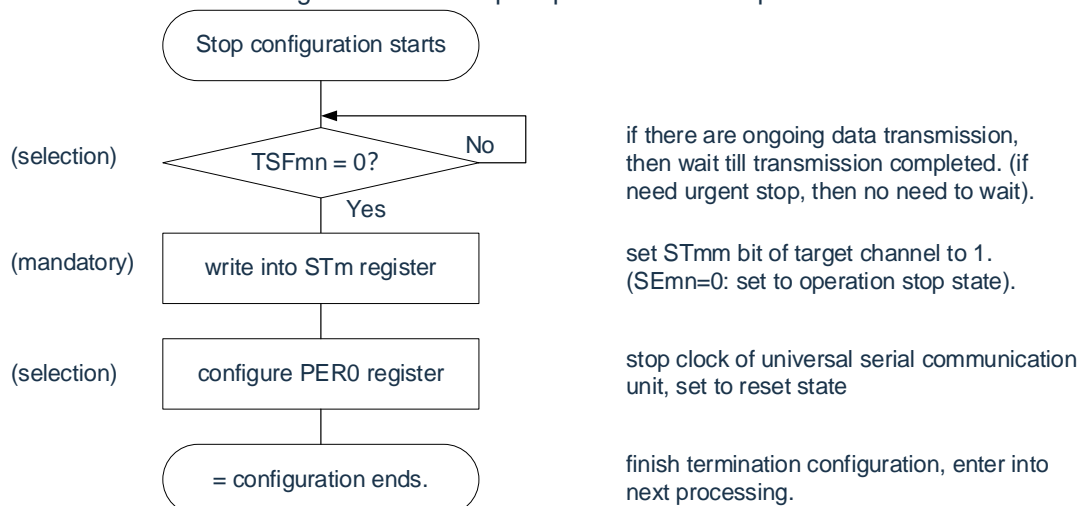 Stop configuration starts
(selection)
TSFmn = 0?
No
Yes
if there are ongoing data transmission,
then wait till transmission completed. (if
need urgent stop, then no need to wait).
(mandatory)
write into STm register
set STmm bit of target channel to 1.
(SEmn=0: set to operation stop state).
(selection)
configure PER0 register
stop clock of universal serial communication
unit, set to reset state
= configuration ends.
finish termination configuration, enter into
next processing.